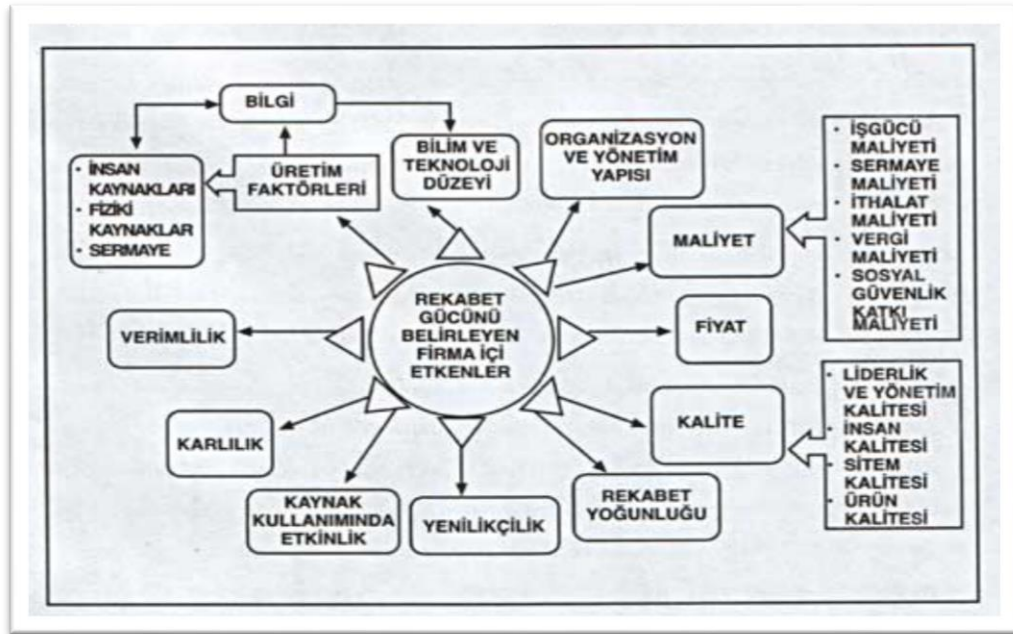 BİLGİ
• İNSAN
KAYNAKLARI
• FİZİKİ
KAYNAKLAR
• SERMAYE
ÜRETİM
FAKTÖRLERİ
BİLİM VE
TEKNOLOJİ
DÜZEYİ
ORGANİZASYON
VE YÖNETİM
YAPISI
MALİYET
• İŞGÜCÜ
MALİYETİ
• SERMAYE
MALİYETİ
• İTHALAT
MALİYETİ
• VERGİ
MALİYETİ
• SOSYAL
GÜVENLİK
KATKI
MALİYETİ
REKABET
GÜCÜNÜ
BELİRLEYEN
FİRMA İÇİ
ETKENLER
VERİMLİLİK
FİYAT
KARLILIK
KALİTE
• LİDERLİK
VE YÖNETİM
KALİTESİ
• İNSAN
KALİTESİ
• SİTEM
KALİTESİ
• ÜRÜN
KALİTESİ
KAYNAK
KULLANIMINDA
ETKİNLİK
YENİLİKÇİLİK
REKABET
YOĞUNLUĞU